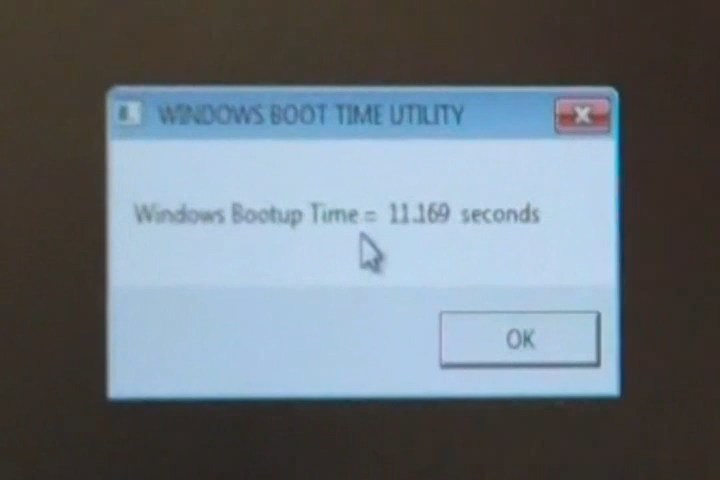 WINDOWS BOOT TIME UTILITY
Windows Bootup Time = 11.169 seconds
OK